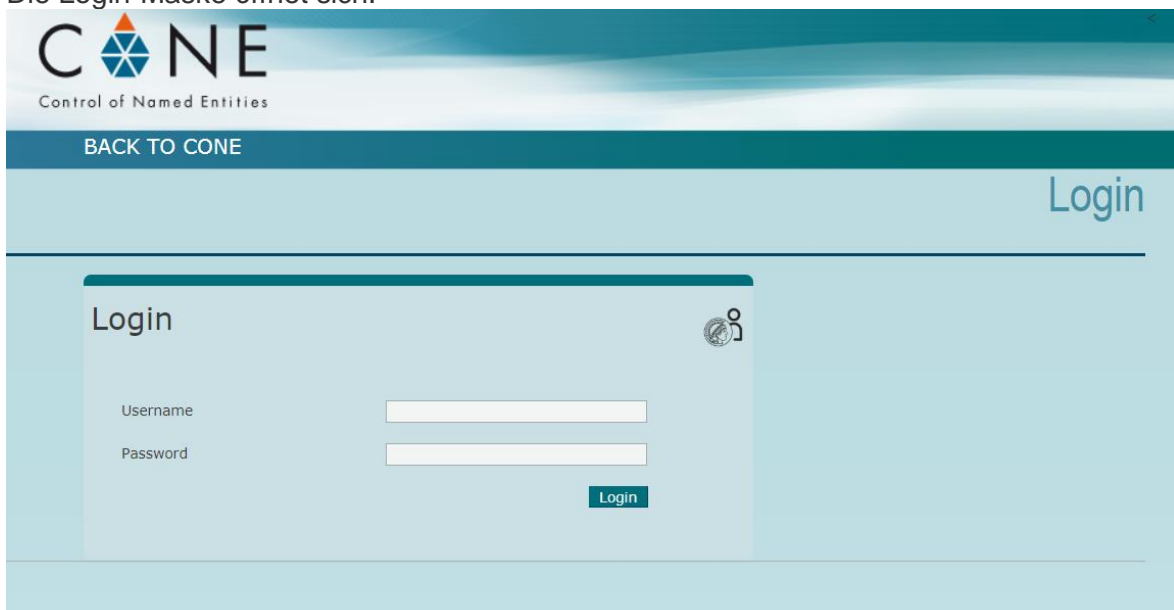 Die Login-Maske öffnet sich.
CONE
Control of Named Entities
<
BACK TO CONE
Login
Login
Username
Password
Login